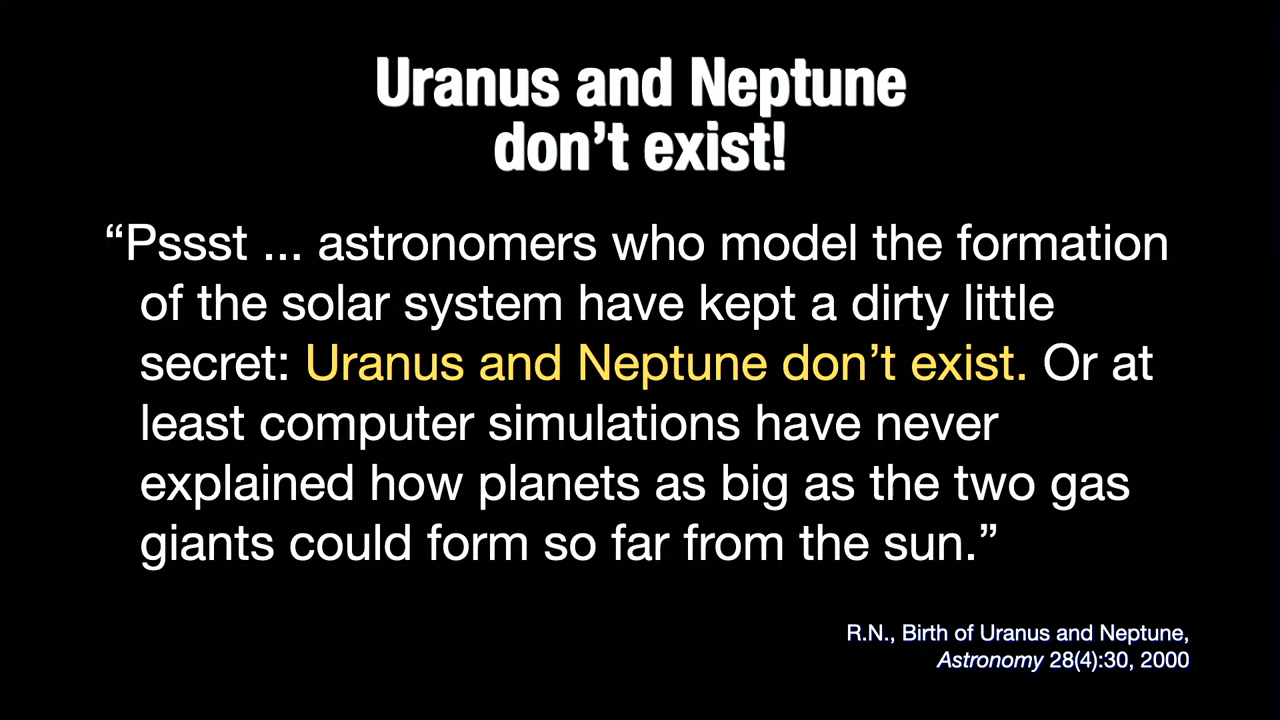 Uranus and Neptune
don’t exist!
“Pssst ... astronomers who model the formation
of the solar system have kept a dirty little
secret: Uranus and Neptune don’t exist. Or at
least computer simulations have never
explained how planets as big as the two gas
giants could form so far from the sun.”
R.N., Birth of Uranus and Neptune,
Astronomy 28(4):30, 2000